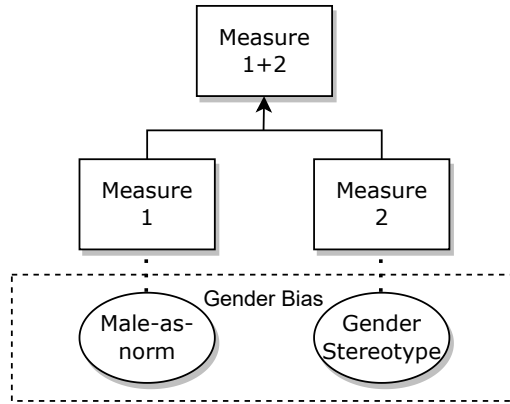 Measure
1+2
Measure
1
Measure
2
Gender Bias
Male-as-
norm
Gender
Stereotype